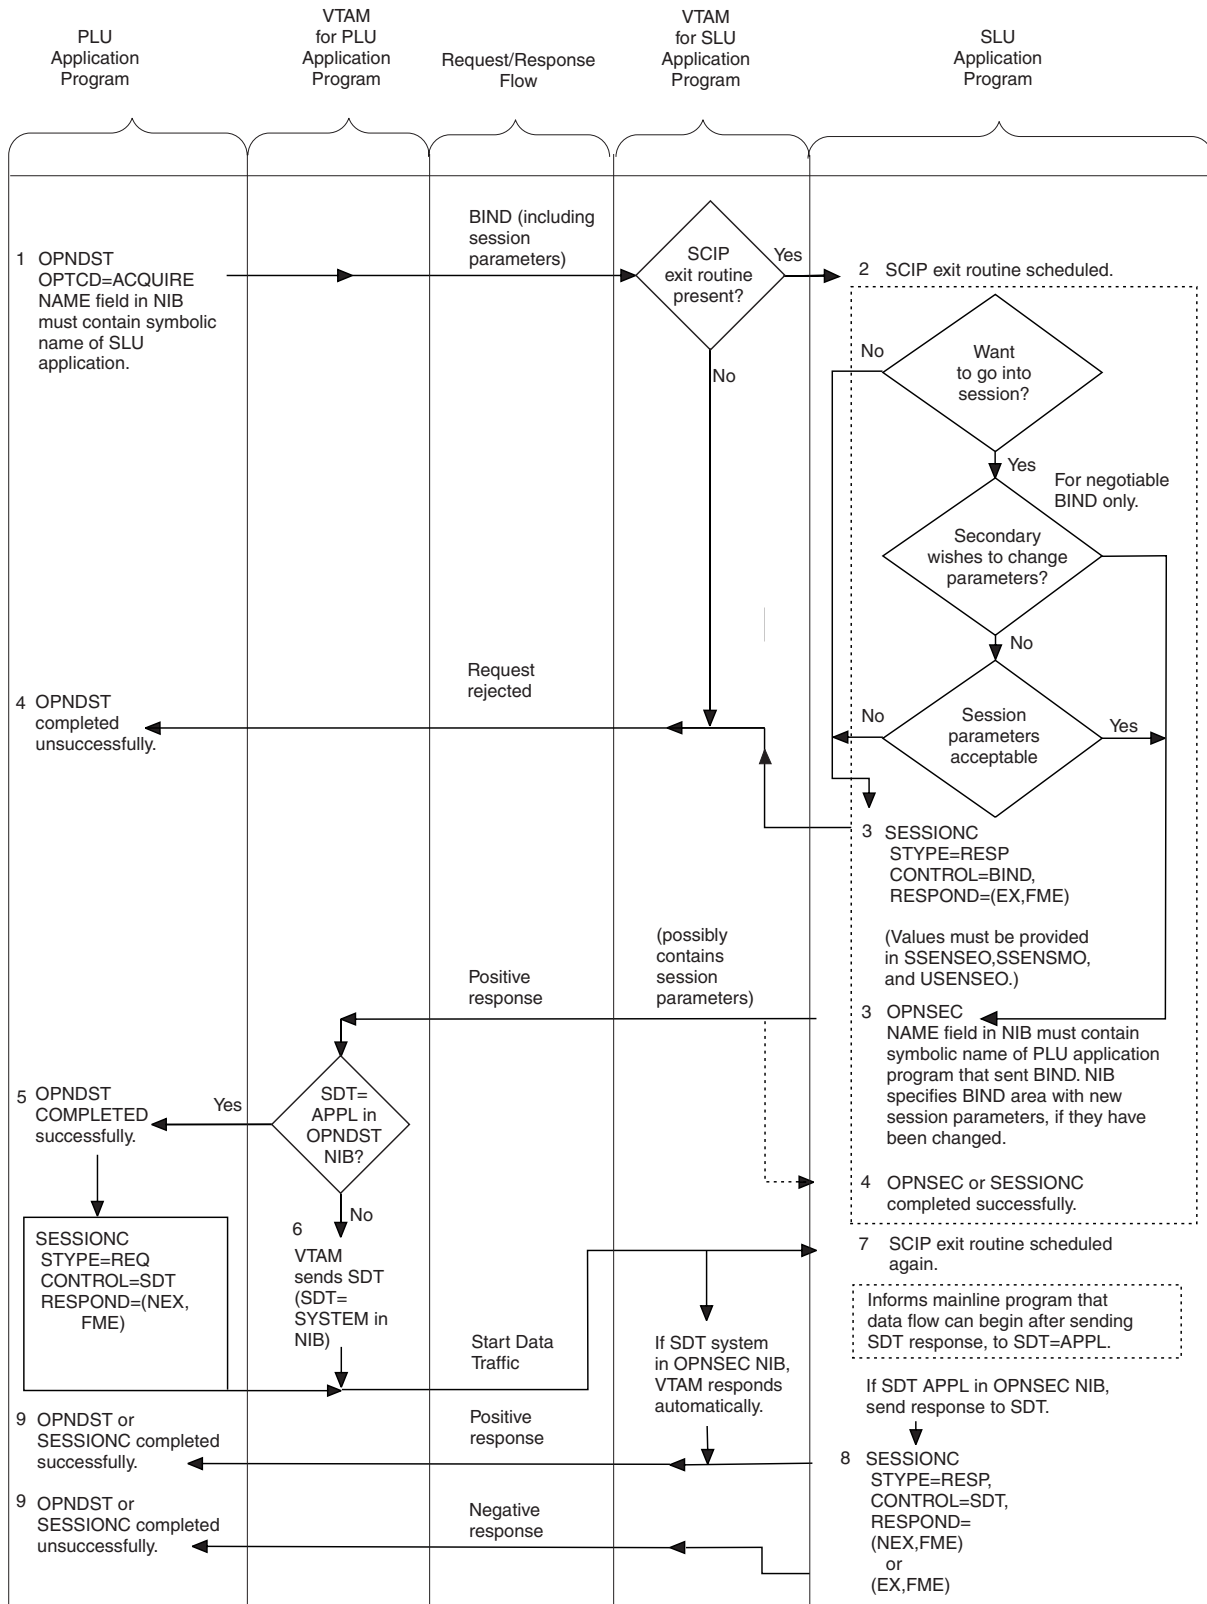 PLU
Application
Program
VTAM
for PLU
Application
Program
Request/Response
Flow
VTAM
for SLU
Application
Program
SLU
Application
Program
1 OPNDST
OPTCD=ACQUIRE
NAME field in NIB
must contain symbolic
name of SLU
application.
BIND (including
session
parameters)
SCIP
exit routine
present?
Yes
No
2 SCIP exit routine scheduled.
Want
to go into
session?
No
Yes
For negotiable
BIND only.
Secondary
wishes to change
parameters?
No
Session
parameters
acceptable
No
Yes
Request
rejected
4 OPNDST
completed
unsuccessfully.
3 SESSIONC
STYPE=RESP
CONTROL=BIND,
RESPOND=(EX,FME)
(Values must be provided
in SSENSEO,SSENSMO,
and USENSEO.)
(possibly
contains
session
parameters)
Positive
response
3 OPNSEC
NAME field in NIB must contain
symbolic name of PLU application
program that sent BIND. NIB
specifies BIND area with new
session parameters, if they have
been changed.
SDT=
APPL in
OPNDST
NIB?
Yes
No
5 OPNDST
COMPLETED
successfully.
4 OPNSEC or SESSIONC
completed successfully.
SESSIONC
STYPE=REQ
CONTROL=SDT
RESPOND=(NEX,
FME)
6
VTAM
sends SDT
(SDT=
SYSTEM in
NIB)
7 SCIP exit routine scheduled
again.
Informs mainline program that
data flow can begin after sending
SDT response, to SDT=APPL.
Start Data
Traffic
If SDT system
in OPNSEC NIB,
VTAM responds
automatically.
If SDT APPL in OPNSEC NIB,
send response to SDT.
9 OPNDST or
SESSIONC completed
successfully.
Positive
response
8 SESSIONC
STYPE=RESP,
CONTROL=SDT,
RESPOND=
(NEX,FME)
or
(EX,FME)
9 OPNDST or
SESSIONC completed
unsuccessfully.
Negative
response